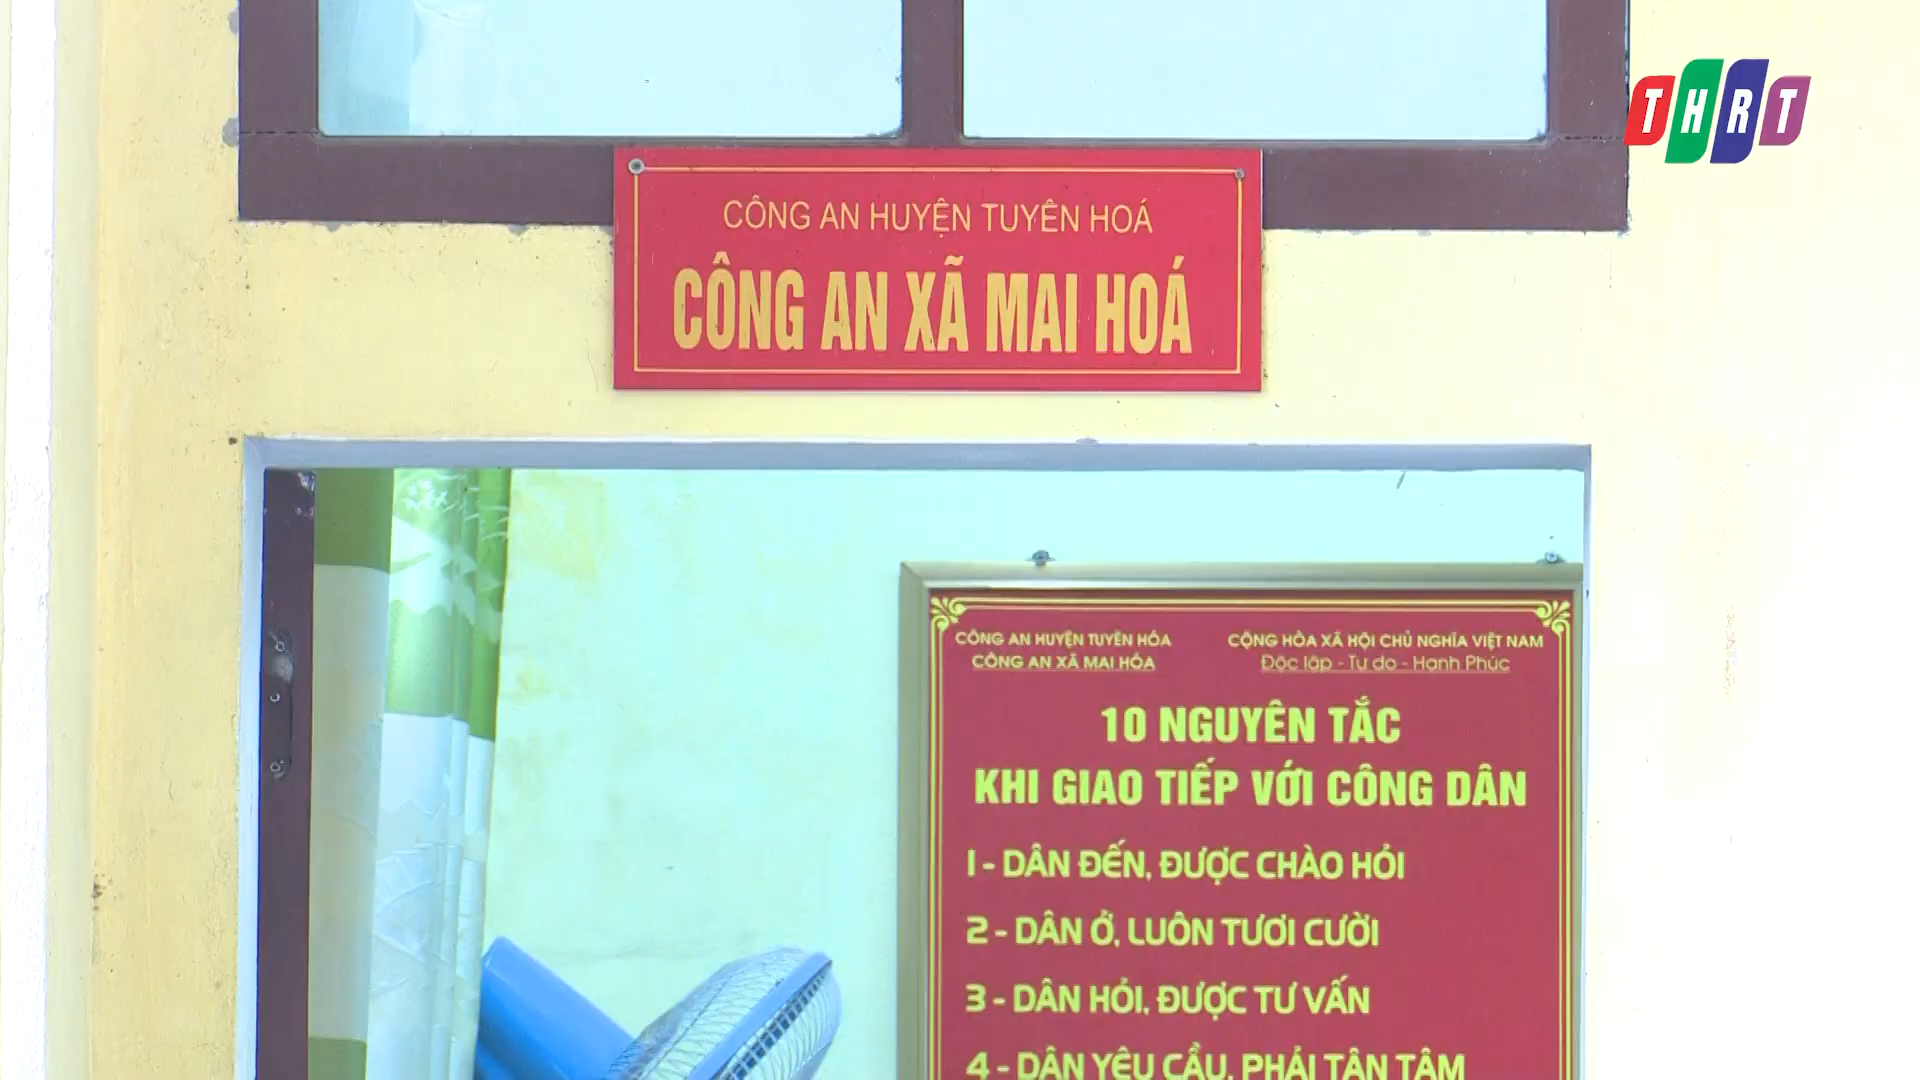 THRT
CÔNG AN HUYỆN TUYÊN HOÁ
CÔNG AN XÃ MAI HOÁ
CÔNG AN HUYỆN TUYÊN HÓA
CÔNG AN XÃ MAI HÓA
CỘNG HÒA XÃ HỘI CHỦ NGHĨA VIỆT NAM
Độc lập - Tự do - Hạnh Phúc
10 NGUYÊN TẮC
KHI GIAO TIẾP VỚI CÔNG DÂN
1 - DÂN ĐẾN, ĐƯỢC CHÀO HỎI
2 - DÂN Ở, LUÔN TƯƠI CƯỜI
3 - DÂN HỎI, ĐƯỢC TƯ VẤN
4 - DÂN YÊU CẦU, PHẢI TẬN TÂM